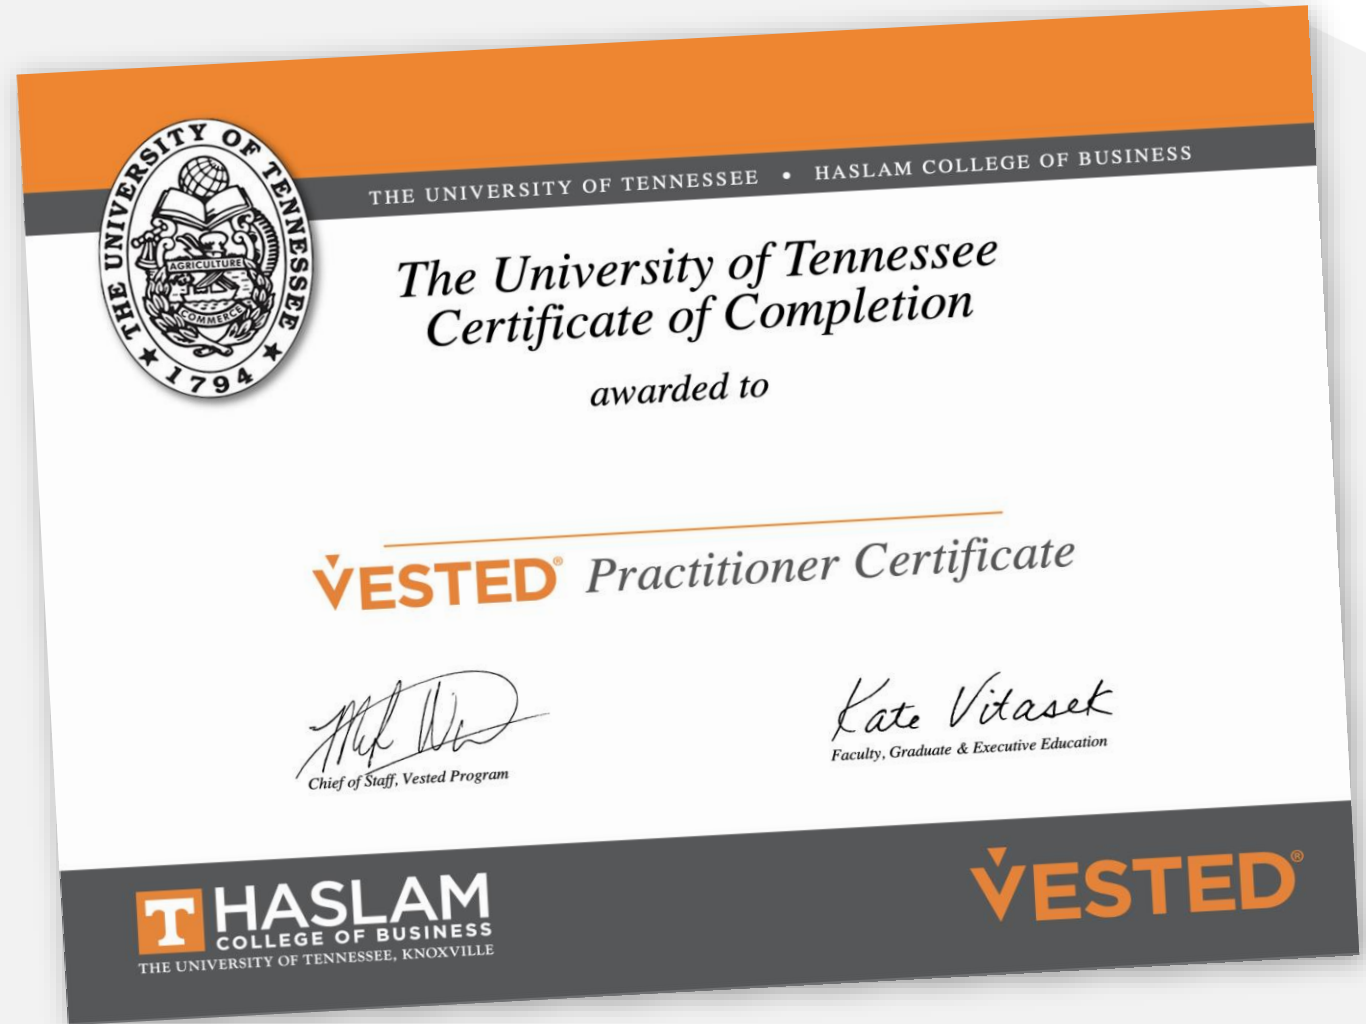 THE UNIVERSITY OF TENNESSEE
AGRICULTURE
COMMERCE
1794
THE UNIVERSITY OF TENNESSEE • HASLAM COLLEGE OF BUSINESS
The University of Tennessee
Certificate of Completion
awarded to
VESTED® Practitioner Certificate
Kate Vitasek
Chief of Staff, Vested Program
Faculty, Graduate & Executive Education
T HASLAM
COLLEGE OF BUSINESS
THE UNIVERSITY OF TENNESSEE, KNOXVILLE
VESTED®